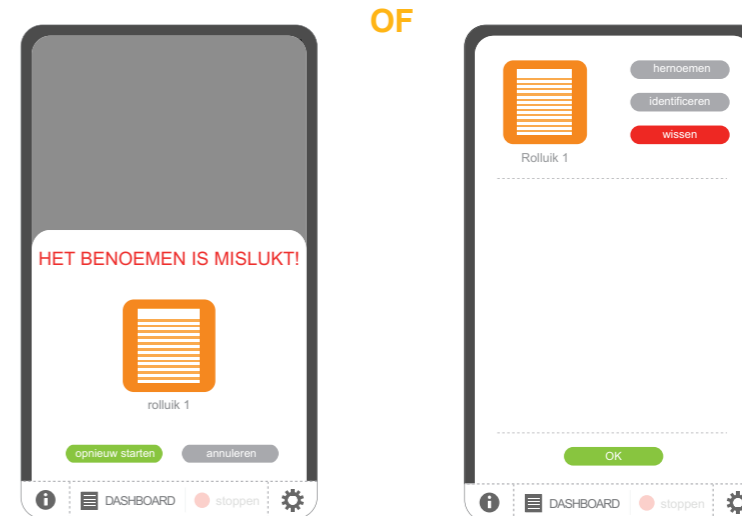 OF
HET BENOEMEN IS MISLUKT!
rolluik 1
opnieuw starten
annuleren
DASHBOARD
stoppen
hernoemen
identificeren
wissen
Rolluik 1
OK
DASHBOARD
stoppen